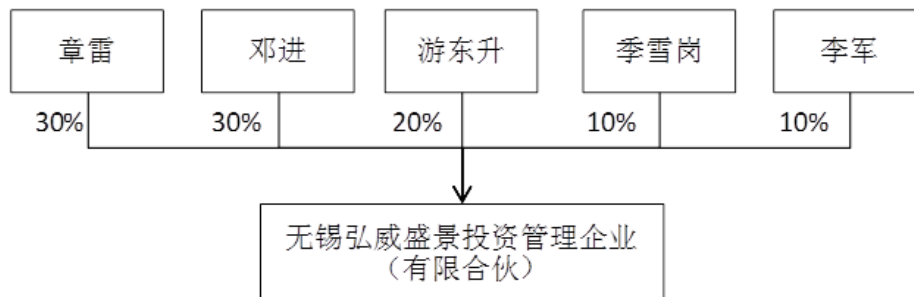 章雷
邓进
游东升
季雪岗
李军
30%
30%
20%
10%
10%
无锡弘威盛景投资管理企业
（有限合伙）